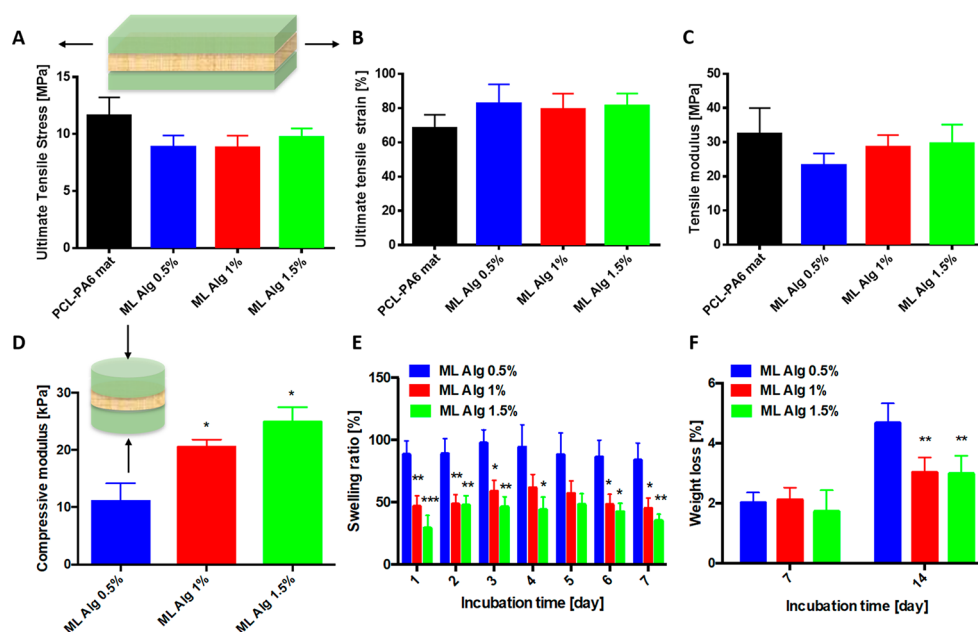 A
B
C
Ultimate Tensile Stress [MPa]
15
10
5
0
PCL-PA6 mat
ML Alg 0.5%
ML Alg 1%
ML Alg 1.5%
Ultimate tensile strain [%]
100
80
60
40
20
0
PCL-PA6 mat
ML Alg 0.5%
ML Alg 1%
ML Alg 1.5%
Tensile modulus [MPa]
50
40
30
20
10
0
PCL-PA6 mat
ML Alg 0.5%
ML Alg 1%
ML Alg 1.5%
D
Compressive modulus [kPa]
30
20
10
0
*
*
ML Alg 0.5%
ML Alg 1%
ML Alg 1.5%
E
ML Alg 0.5%
ML Alg 1%
ML Alg 1.5%
Swelling ratio [%]
150
100
50
0
** *** ** ** * ** * * * * **
1 2 3 4 5 6 7
Incubation time [day]
F
ML Alg 0.5%
ML Alg 1%
ML Alg 1.5%
Weight loss [%]
6
4
2
0
** **
7 14
Incubation time [day]